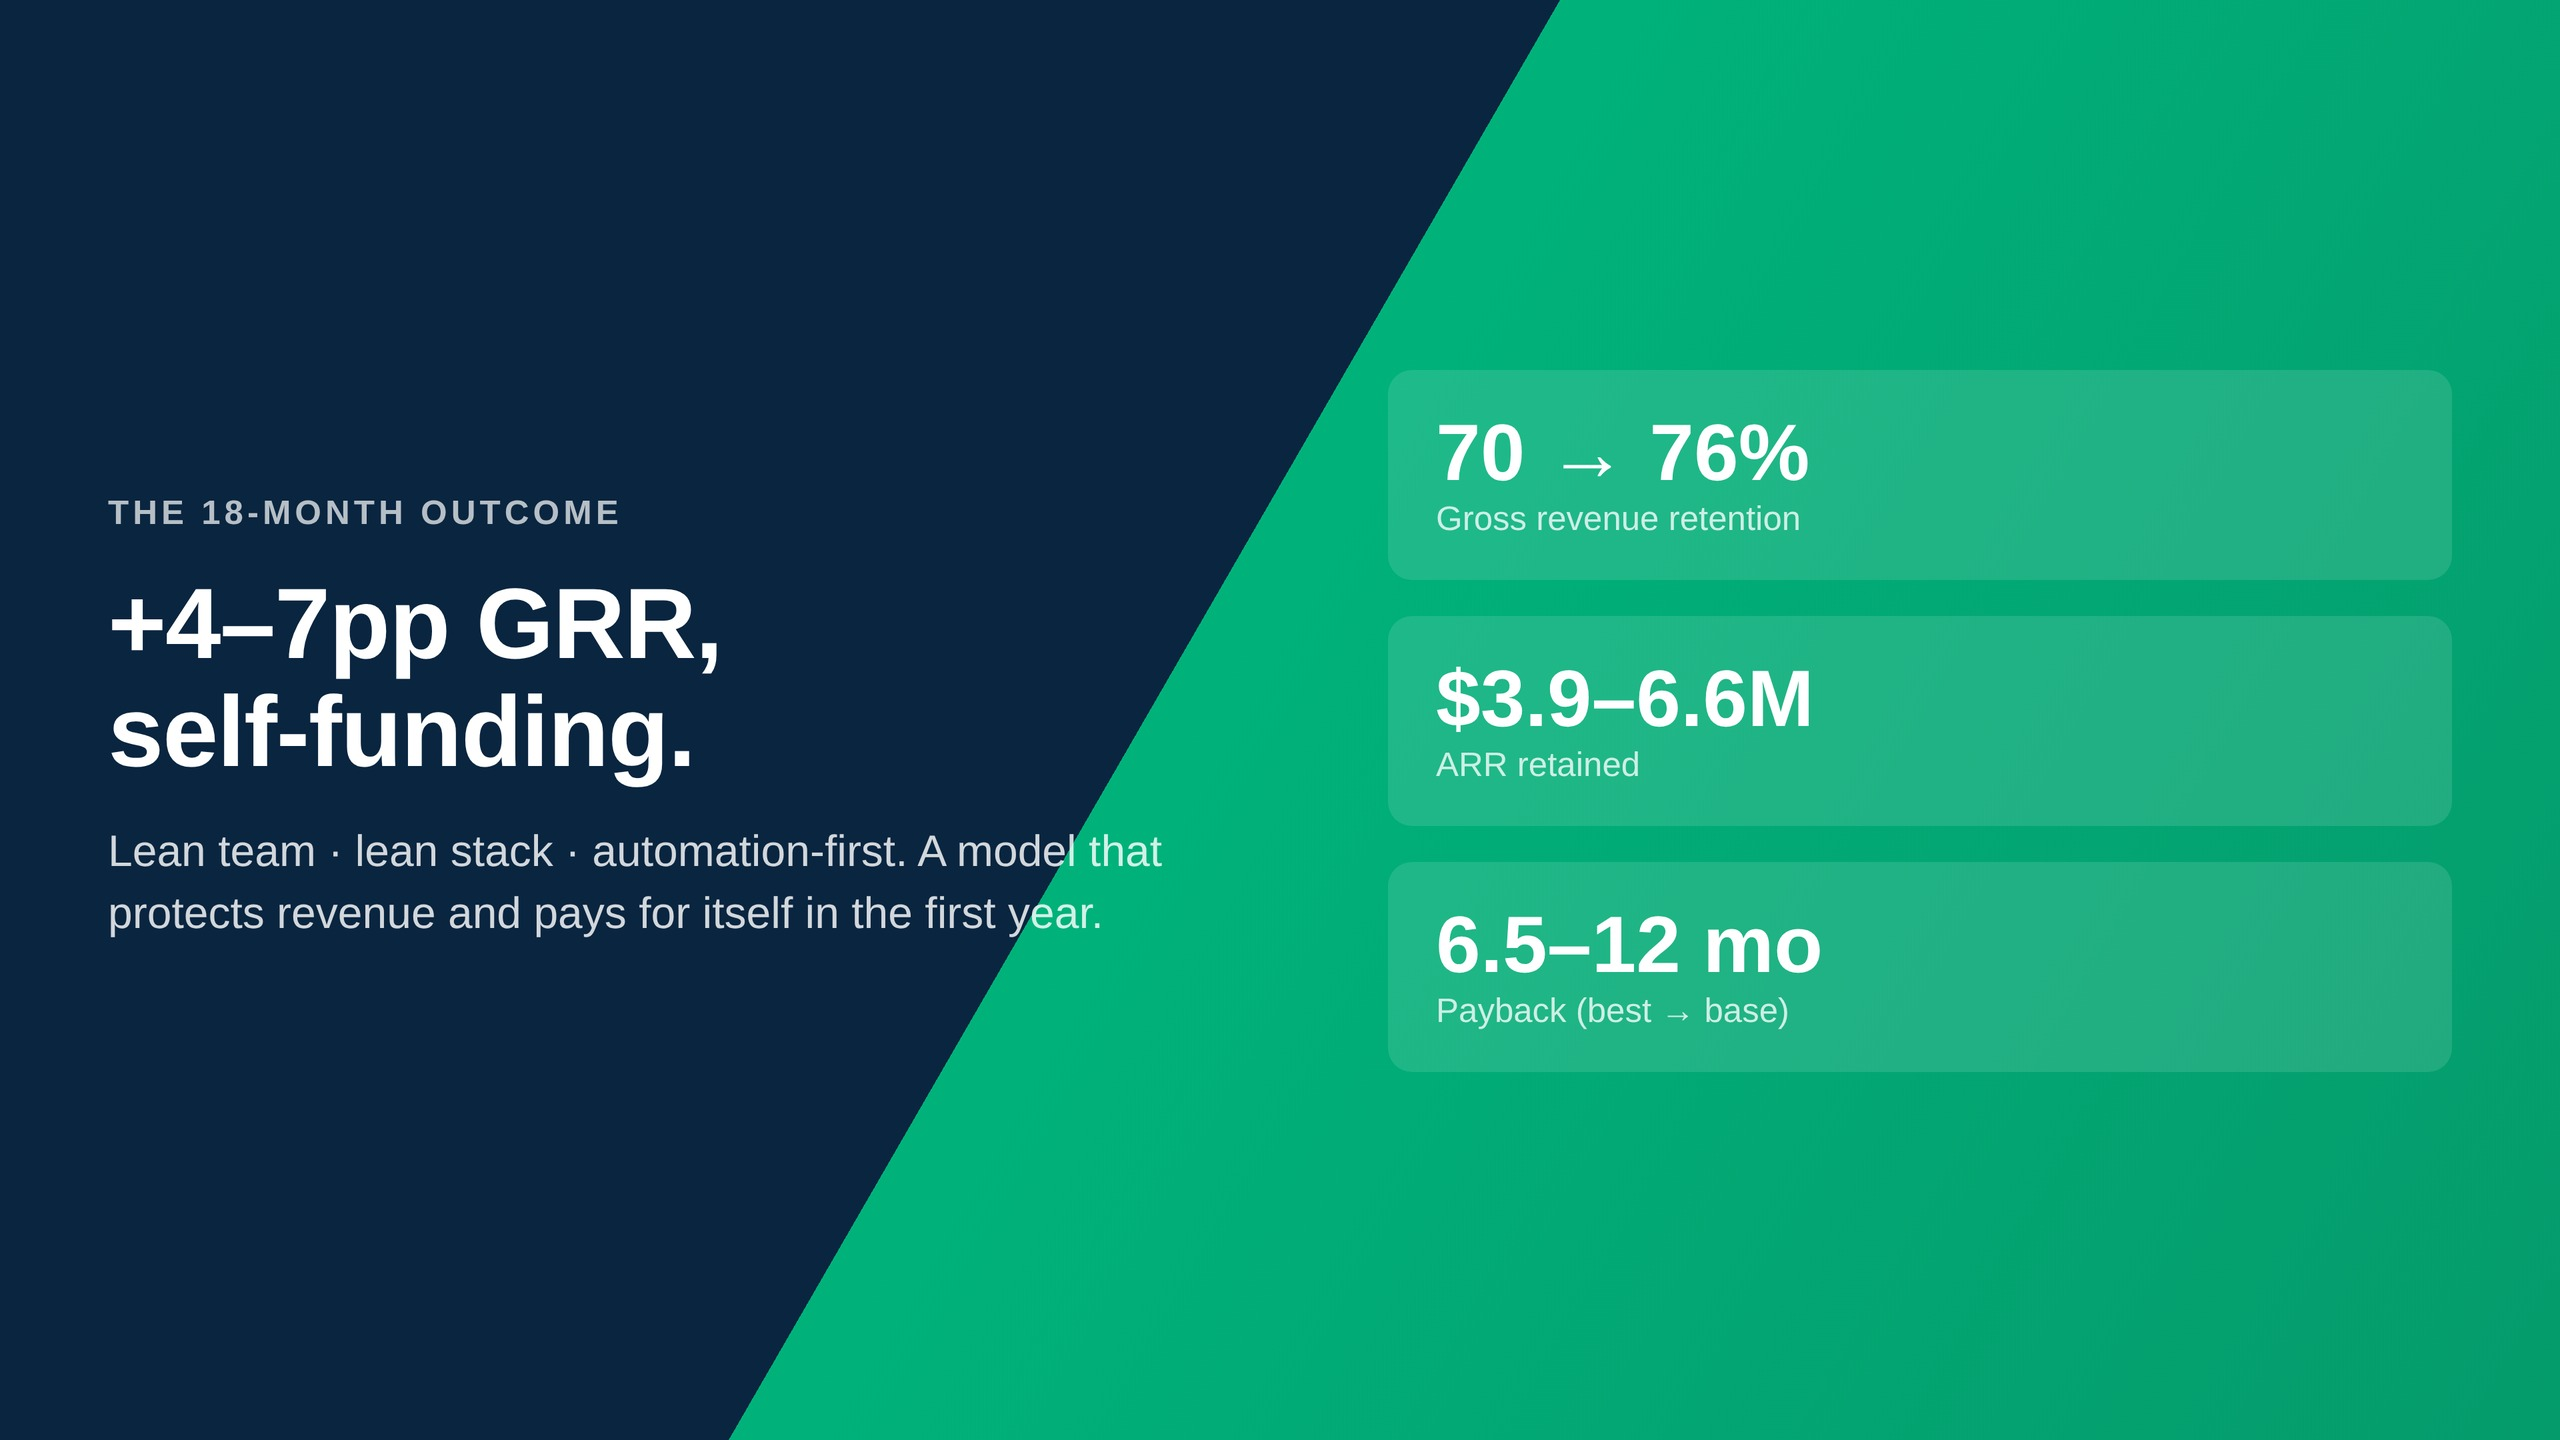 THE 18-MONTH OUTCOME
+4–7pp GRR,
self-funding.
Lean team · lean stack · automation-first. A model that
protects revenue and pays for itself in the first year.
70 → 76%
Gross revenue retention
$3.9–6.6M
ARR retained
6.5–12 mo
Payback (best → base)